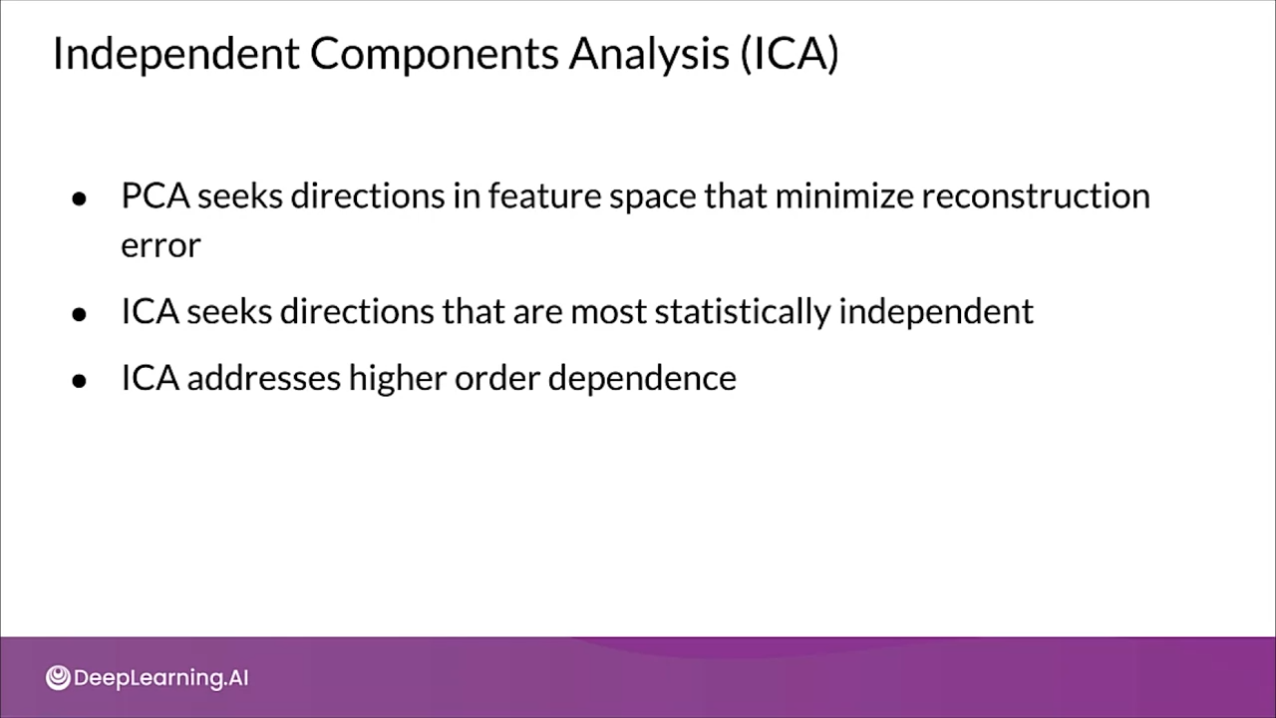 Independent Components Analysis (ICA)
● PCA seeks directions in feature space that minimize reconstruction
error
● ICA seeks directions that are most statistically independent
● ICA addresses higher order dependence
DeepLearning.AI